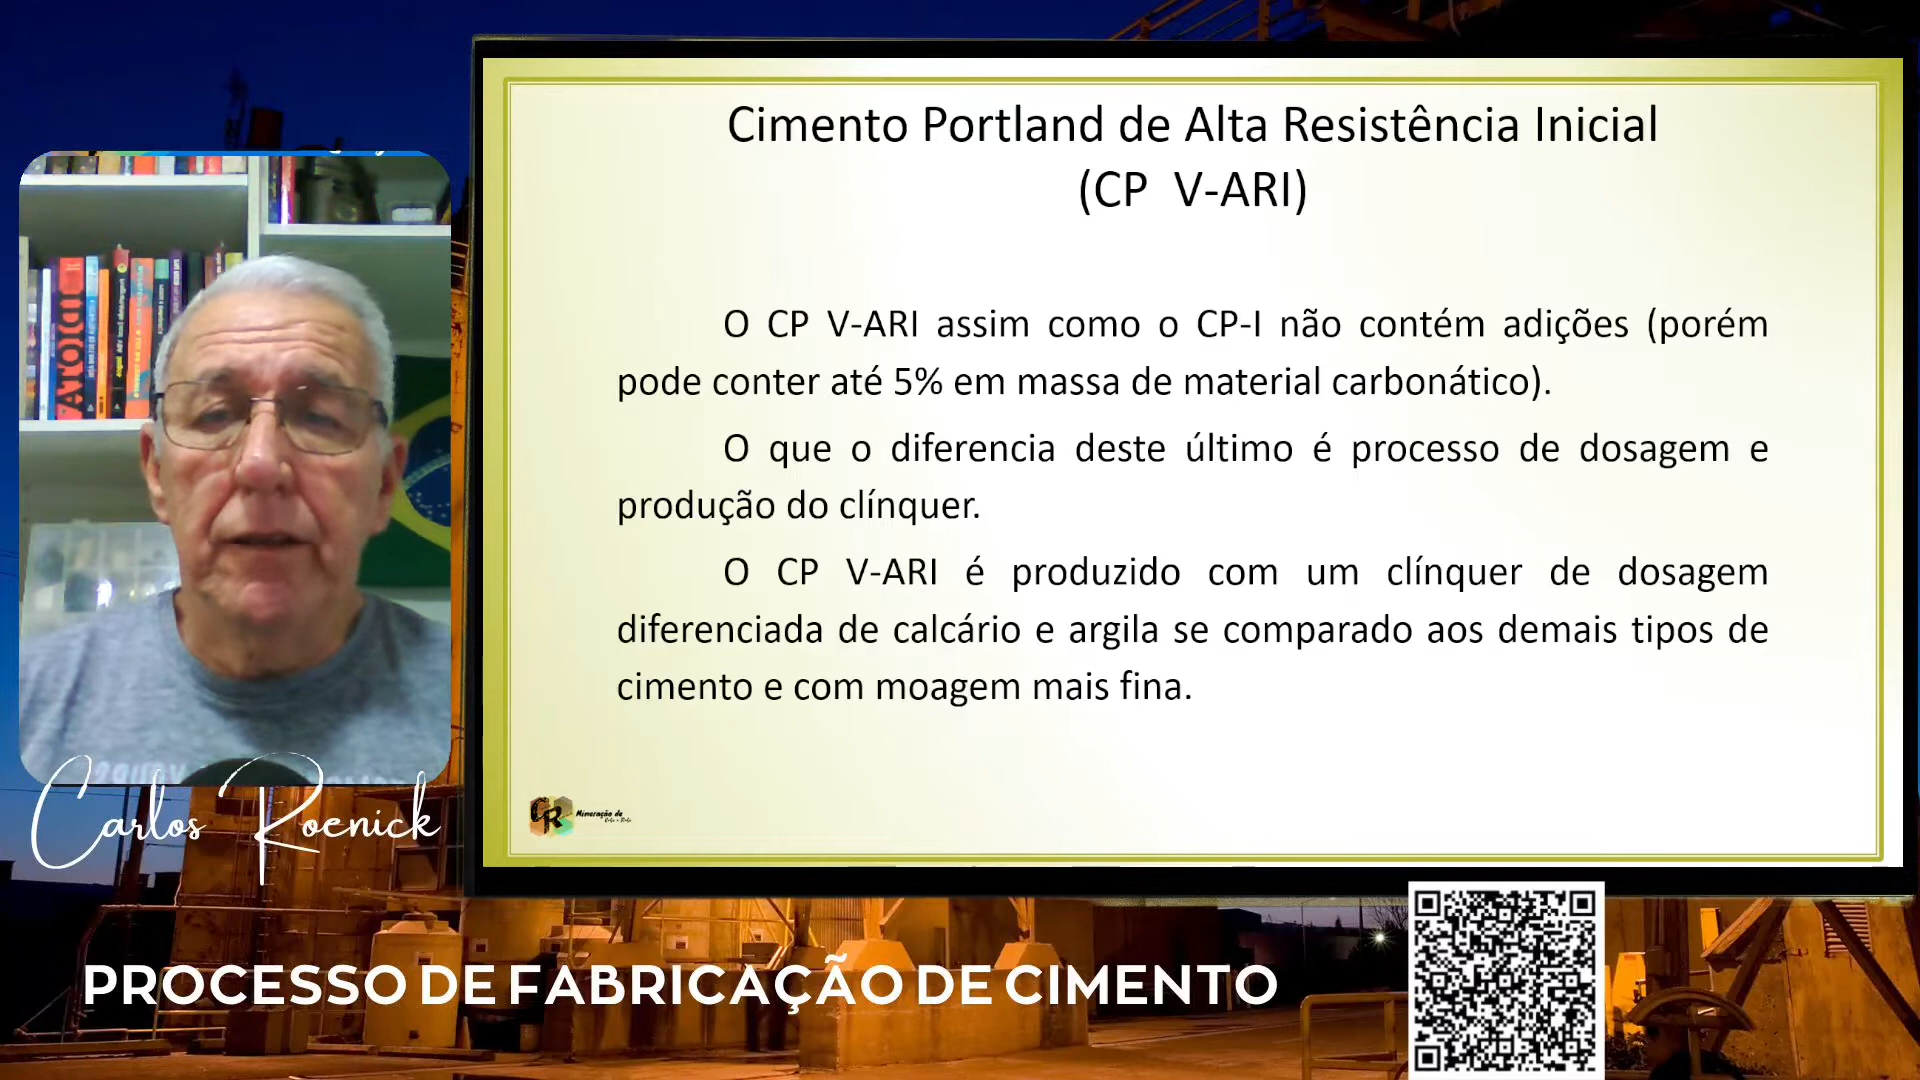 Cimento Portland de Alta Resistência Inicial
(CP V-ARI)
O CP V-ARI assim como o CP-I não contém adições (porém
pode conter até 5% em massa de material carbonático).
O que o diferencia deste último é processo de dosagem e
produção do clínquer.
O CP V-ARI é produzido com um clínquer de dosagem
diferenciada de calcário e argila se comparado aos demais tipos de
cimento e com moagem mais fina.
CR
Mineração de
Carlos Roenick
PROCESSO DE FABRICAÇÃO DE CIMENTO